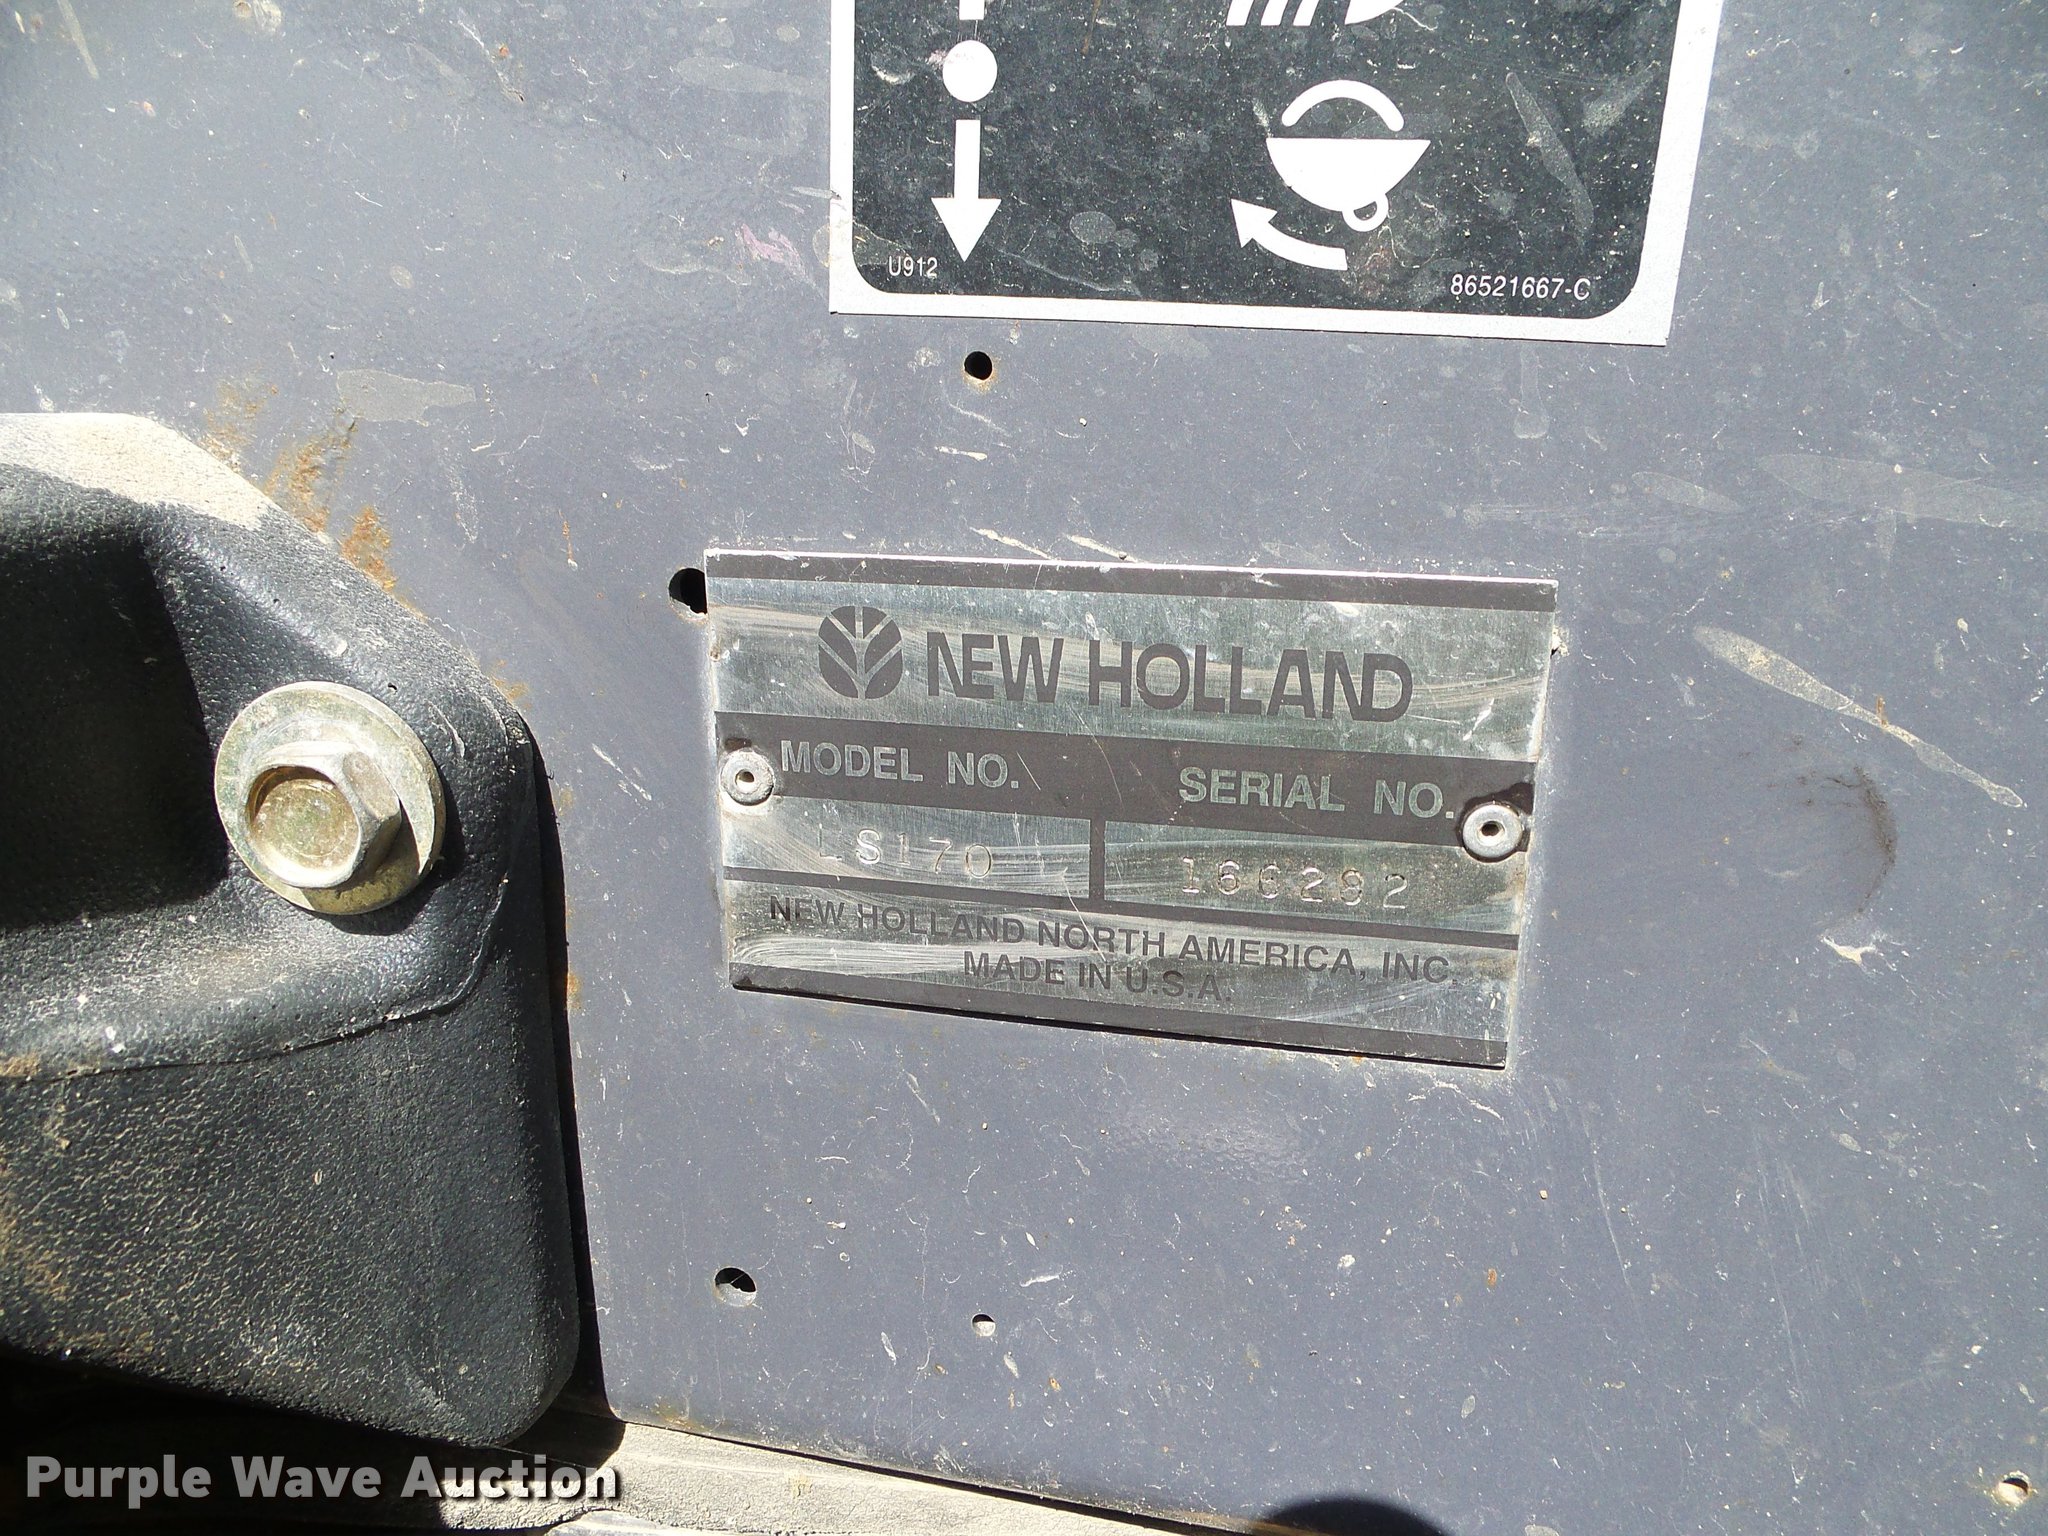 U912
86521667-C
NEW HOLLAND
MODEL NO. SERIAL NO.
LS170 166282
NEW HOLLAND NORTH AMERICA, INC.
MADE IN U.S.A.
Purple Wave Auction